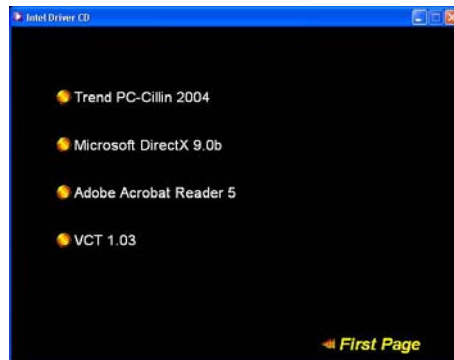 Intel Driver CD
Trend PC-Cillin 2004
Microsoft DirectX 9.0b
Adobe Acrobat Reader 5
VCT 1.03
First Page